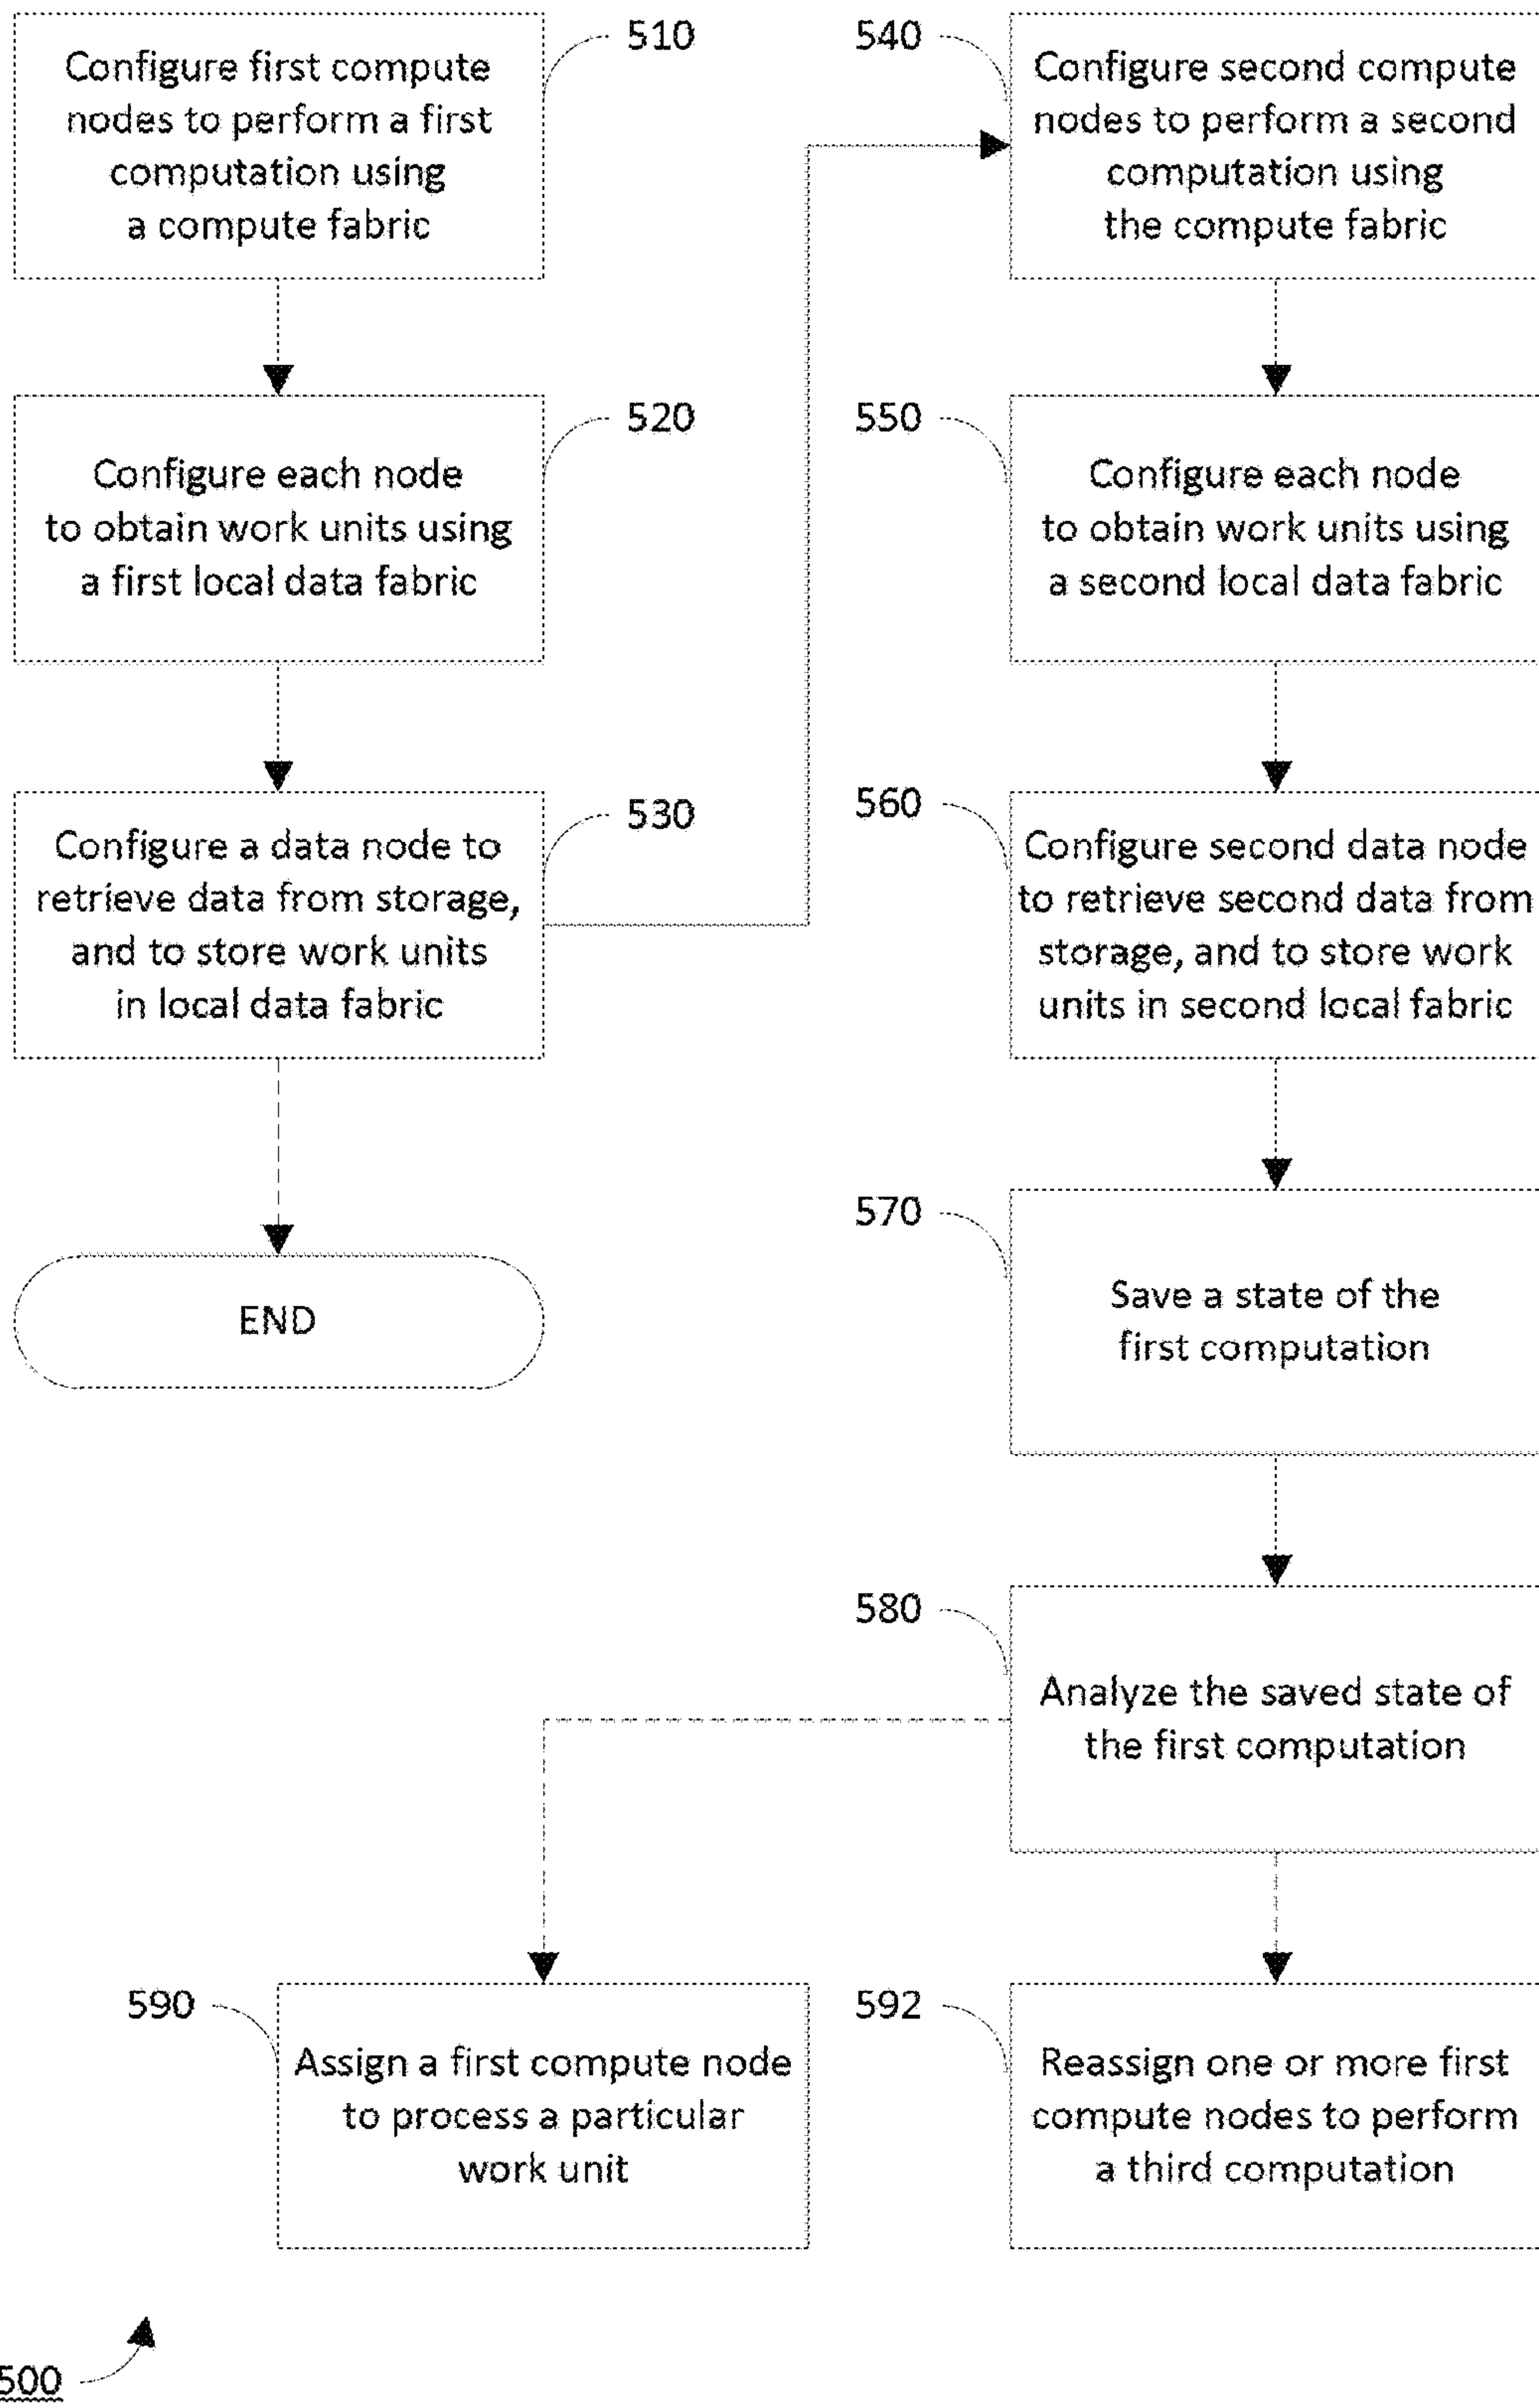 510
Configure first compute
nodes to perform a first
computation using
a compute fabric
520
Configure each node
to obtain work units using
a first local data fabric
530
Configure a data node to
retrieve data from storage,
and to store work units
in local data fabric
END
540
Configure second compute
nodes to perform a second
computation using
the compute fabric
550
Configure each node
to obtain work units using
a second local data fabric
560
Configure second data node
to retrieve second data from
storage, and to store work
units in second local fabric
570
Save a state of the
first computation
580
Analyze the saved state of
the first computation
590
Assign a first compute node
to process a particular
work unit
592
Reassign one or more first
compute nodes to perform
a third computation
500